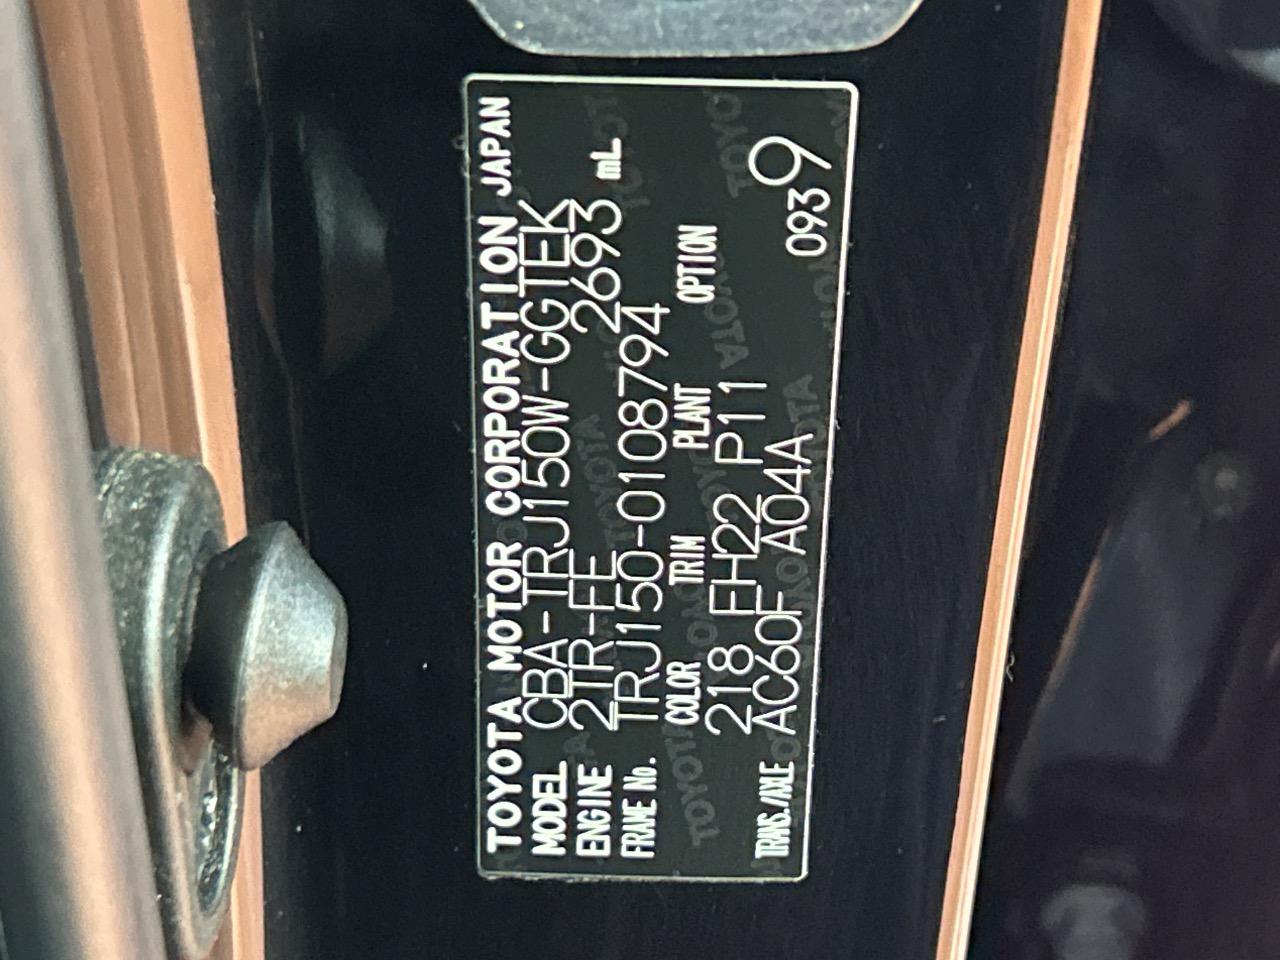 TOYOTA MOTOR CORPORATION JAPAN
MODEL CBA-TRJ150W-GGTEK
ENGINE 2TR-FE 2693 mL
FRAME No. TRJ150-0108794
COLOR TRIM PLANT OPTION
218 FH22 P11
TRANS./AXLE AC60F A04A 0939